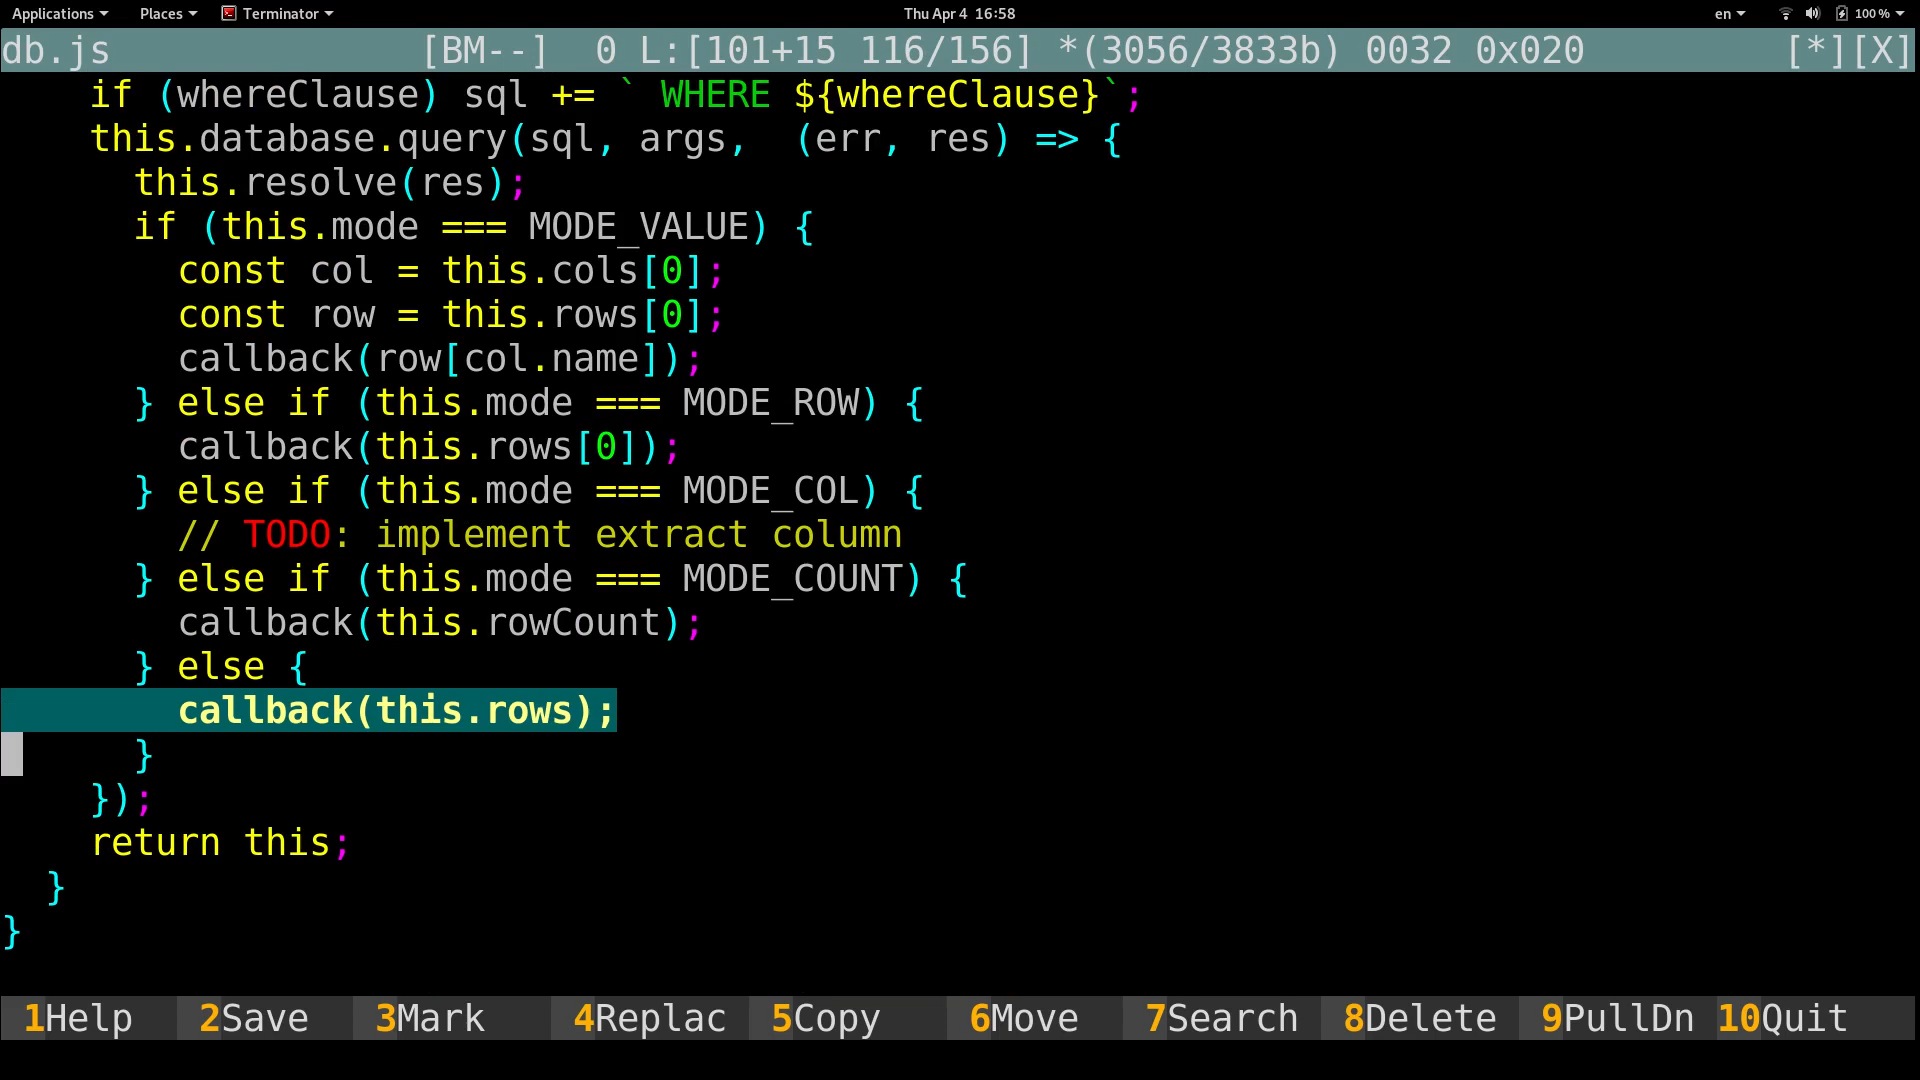 Applications Places Terminator Thu Apr 4 16:58 en 100 %
db.js [BM--] 0 L:[101+15 116/156] *(3056/3833b) 0032 0x020 [*][X]
    if (whereClause) sql += ` WHERE ${whereClause}`;
    this.database.query(sql, args,  (err, res) => {
      this.resolve(res);
      if (this.mode === MODE_VALUE) {
        const col = this.cols[0];
        const row = this.rows[0];
        callback(row[col.name]);
      } else if (this.mode === MODE_ROW) {
        callback(this.rows[0]);
      } else if (this.mode === MODE_COL) {
        // TODO: implement extract column
      } else if (this.mode === MODE_COUNT) {
        callback(this.rowCount);
      } else {
        callback(this.rows);
      }
    });
    return this;
  }
}
1Help 2Save 3Mark 4Replac 5Copy 6Move 7Search 8Delete 9PullDn 10Quit